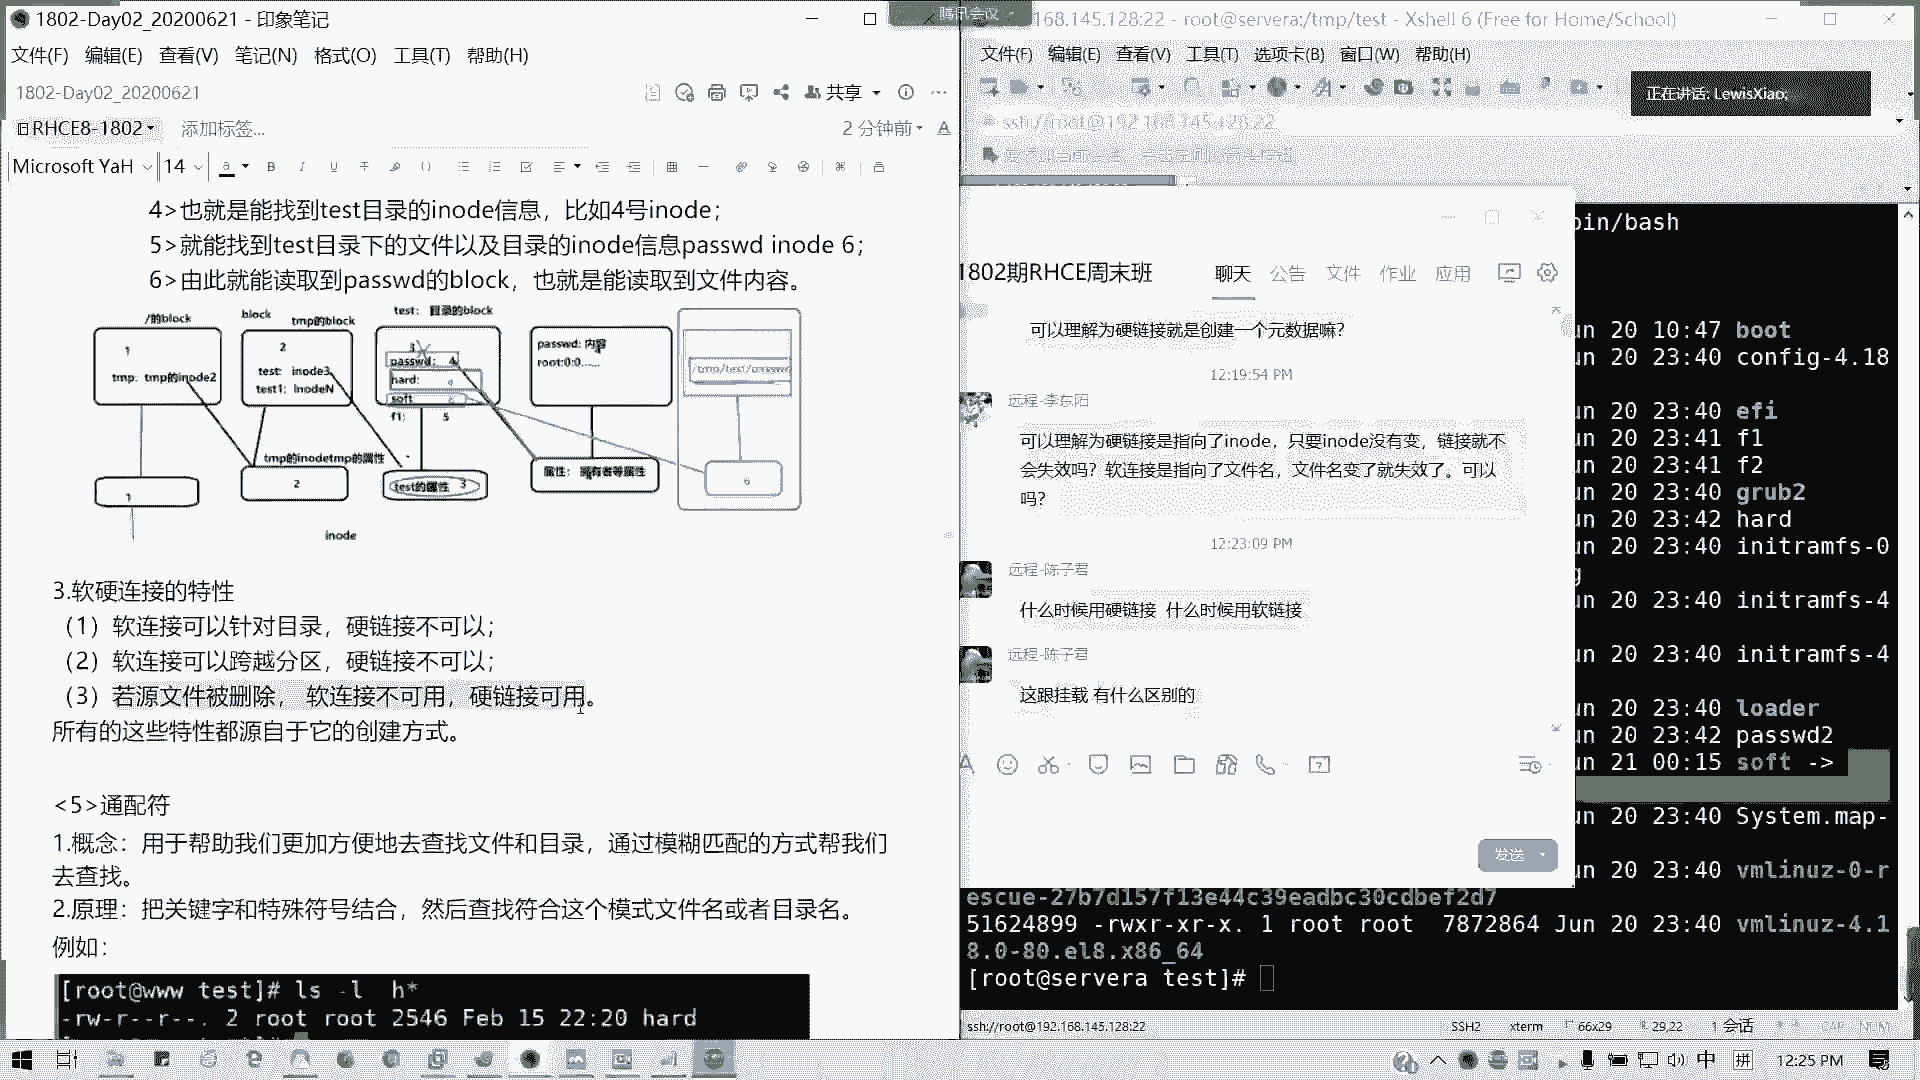 1802-Day02_20200621 - 印象笔记
文件(F) 编辑(E) 查看(V) 笔记(N) 格式(O) 工具(T) 帮助(H)
1802-Day02_20200621
共享
RHCE8-1802
添加标签...
2 分钟前
Microsoft YaH 14
4>也就是能找到test目录的inode信息，比如4号inode；
5>就能找到test目录下的文件以及目录的inode信息passwd inode 6；
6>由此就能读取到passwd的block，也就是能读取到文件内容。
/的block
block
tmp的block
test： 目录的block
1
tmp: tmp的inode2
2
test: inode3
test1: InodeN
3
passwd: 4
hard:
soft
f1: 5
passwd: 内容
root:0:0......
/tmp/test/passwd
tmp的inodetmp的属性
1
2
test的属性 3
属性： 拥有者等属性
6
inode
3.软硬连接的特性
（1）软连接可以针对目录，硬链接不可以；
（2）软连接可以跨越分区，硬链接不可以；
（3）若源文件被删除， 软连接不可用，硬链接可用。
所有的这些特性都源自于它的创建方式。
<5>通配符
1.概念：用于帮助我们更加方便地去查找文件和目录，通过模糊匹配的方式帮我们
去查找。
2.原理：把关键字和特殊符号结合，然后查找符合这个模式文件名或者目录名。
例如：
[root@www test]# ls -l h*
-rw-r--r--. 2 root root 2546 Feb 15 22:20 hard
腾讯会议
168.145.128:22 - root@servera:/tmp/test - Xshell 6 (Free for Home/School)
文件(F) 编辑(E) 查看(V) 工具(T) 选项卡(B) 窗口(W) 帮助(H)
正在讲话: LewisXiao;
ssh://root@192.168.145.128:22
1802期RHCE周末班
聊天 公告 文件 作业 应用
可以理解为硬链接就是创建一个元数据嘛？
12:19:54 PM
远程-李东陌
可以理解为硬链接是指向了inode，只要inode没有变，链接就不
会失效吗？软连接是指向了文件名，文件名变了就失效了。可以
吗？
12:23:09 PM
远程-陈子君
什么时候用硬链接 什么时候用软链接
远程-陈子君
这跟挂载 有什么区别的
发送
bin/bash
un 20 10:47 boot
un 20 23:40 config-4.18
un 20 23:40 efi
un 20 23:41 f1
un 20 23:41 f2
un 20 23:40 grub2
un 20 23:42 hard
un 20 23:40 initramfs-0
g
un 20 23:40 initramfs-4
un 20 23:40 initramfs-4
un 20 23:40 loader
un 20 23:42 passwd2
un 21 00:15 soft ->
un 20 23:40 System.map-
un 20 23:40 vmlinuz-0-r
escue-27b7d157f13e44c39eadbc30cdbef2d7
51624899 -rwxr-xr-x. 1 root root 7872864 Jun 20 23:40 vmlinuz-4.1
8.0-80.el8.x86_64
[root@servera test]#
ssh://root@192.168.145.128:22
SSH2 xterm 66x29 29,22 1 会话 CAP NUM
中 拼 12:25 PM